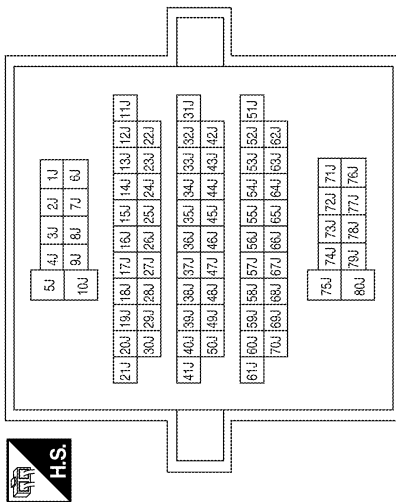 H.S.
5J 4J 3J 2J 1J
10J 9J 8J 7J 6J
21J 20J 19J 18J 17J 16J 15J 14J 13J 12J 11J
30J 29J 28J 27J 26J 25J 24J 23J 22J
41J 40J 39J 38J 37J 36J 35J 34J 33J 32J 31J
50J 49J 48J 47J 46J 45J 44J 43J 42J
61J 60J 59J 58J 57J 56J 55J 54J 53J 52J 51J
70J 69J 68J 67J 66J 65J 64J 63J 62J
75J 74J 73J 72J 71J
80J 79J 78J 77J 76J